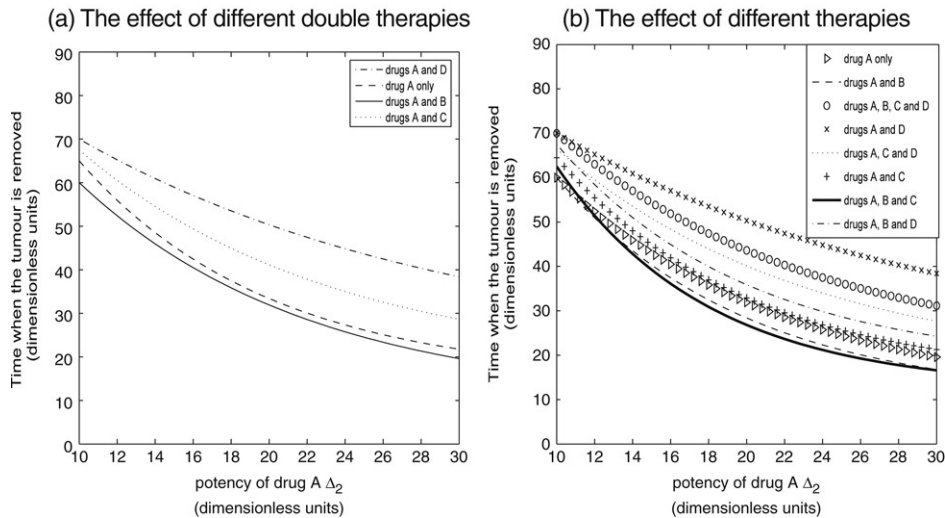 (a) The effect of different double therapies
90
80
70
60
50
40
30
20
10
0
10 12 14 16 18 20 22 24 26 28 30
Time when the tumour is removed
(dimensionless units)
potency of drug A Δ2
(dimensionless units)
drugs A and D
drug A only
drugs A and B
drugs A and C
(b) The effect of different therapies
90
80
70
60
50
40
30
20
10
0
10 12 14 16 18 20 22 24 26 28 30
Time when the tumour is removed
(dimensionless units)
potency of drug A Δ2
(dimensionless units)
drug A only
drugs A and B
drugs A, B, C and D
drugs A and D
drugs A, C and D
drugs A and C
drugs A, B and C
drugs A, B and D